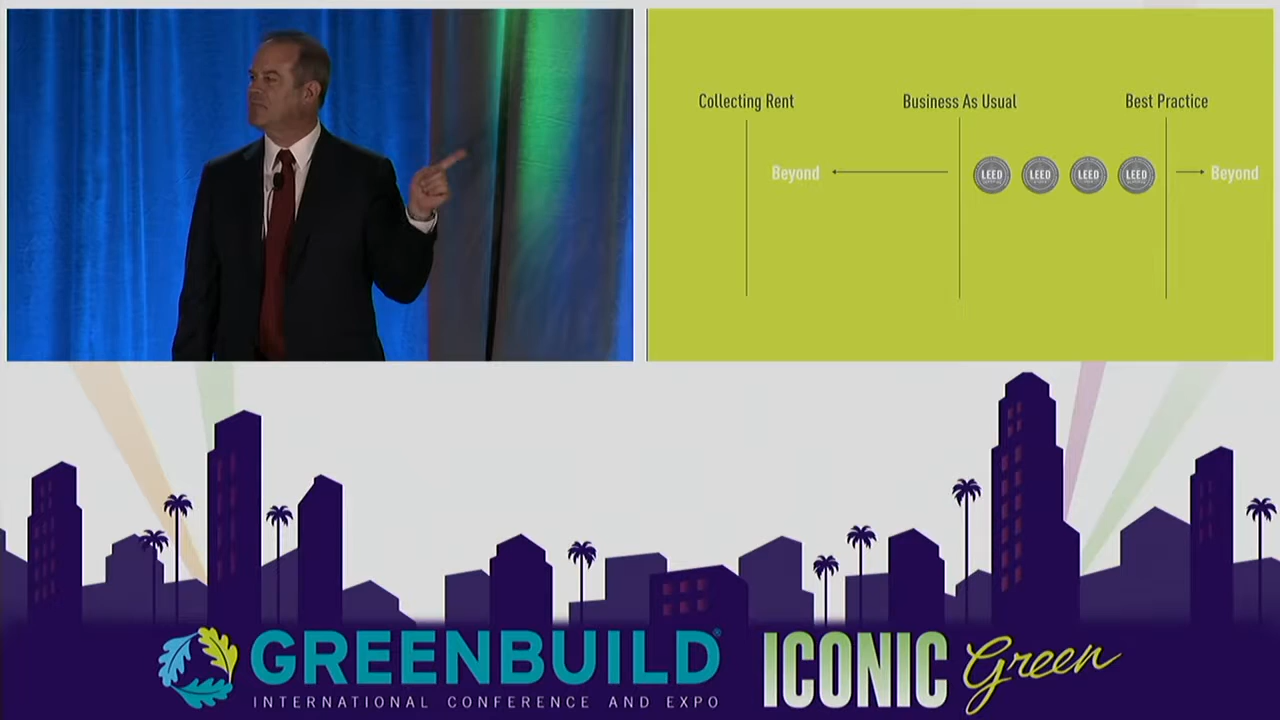 Collecting Rent
Business As Usual
Best Practice
Beyond
LEED
LEED
LEED
LEED
Beyond
GREENBUILD®
INTERNATIONAL CONFERENCE AND EXPO
ICONIC Green